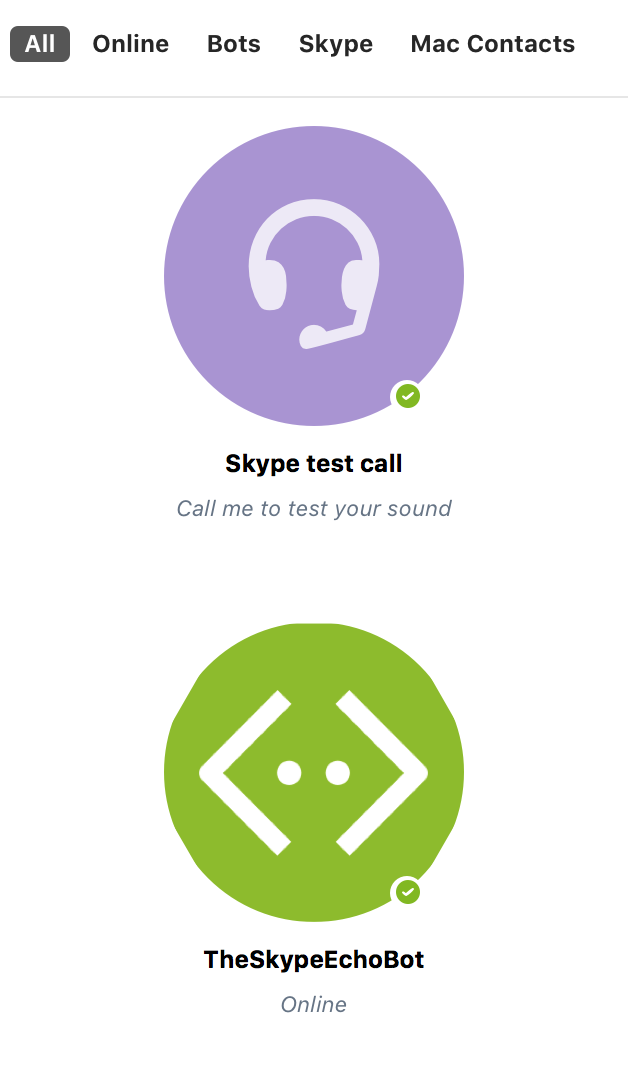 All Online Bots Skype Mac Contacts
Skype test call
Call me to test your sound
TheSkypeEchoBot
Online